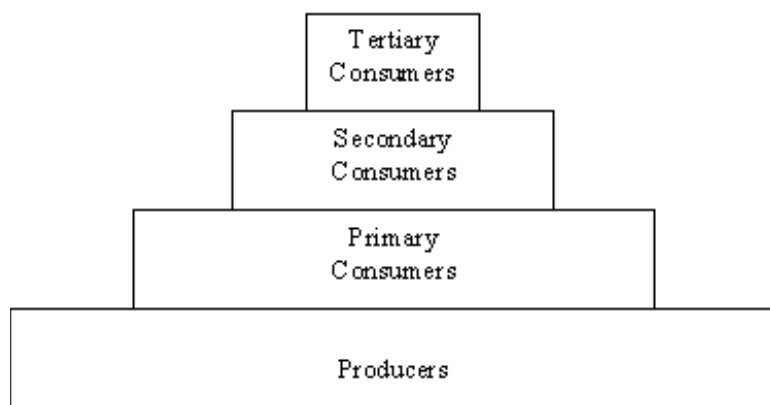 Tertiary
Consumers
Secondary
Consumers
Primary
Consumers
Producers